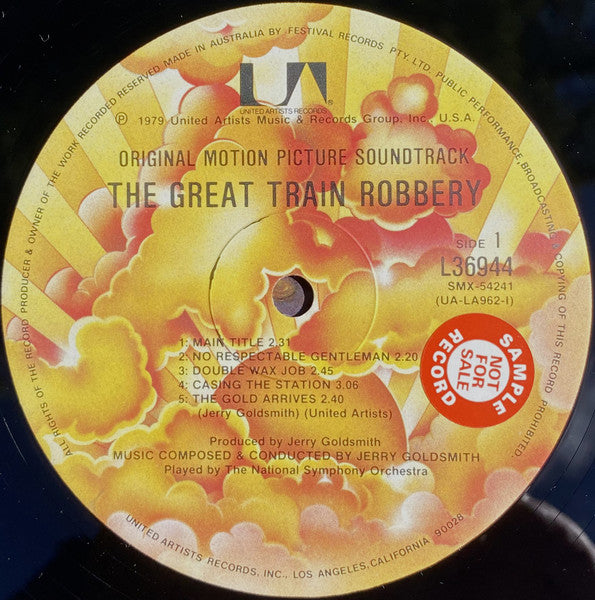 ALL RIGHTS OF THE RECORD PRODUCER & OWNER OF THE WORK RECORDED RESERVED. MADE IN AUSTRALIA BY FESTIVAL RECORDS PTY. LTD. PUBLIC PERFORMANCE, BROADCASTING & COPYING OF THIS RECORD PROHIBITED.
UA
UNITED ARTISTS RECORDS ®
℗ 1979 United Artists Music & Records Group, Inc., U.S.A.
ORIGINAL MOTION PICTURE SOUNDTRACK
THE GREAT TRAIN ROBBERY
SIDE 1
L36944
SMX-54241
(UA-LA962-I)
1: MAIN TITLE 2.31
2: NO RESPECTABLE GENTLEMAN 2.20
3: DOUBLE WAX JOB 2.45
4: CASING THE STATION 3.06
5: THE GOLD ARRIVES 2.40
(Jerry Goldsmith) (United Artists)
SAMPLE RECORD
NOT
FOR
SALE
Produced by Jerry Goldsmith
MUSIC COMPOSED & CONDUCTED BY JERRY GOLDSMITH
Played by The National Symphony Orchestra
UNITED ARTISTS RECORDS, INC., LOS ANGELES, CALIFORNIA 90028